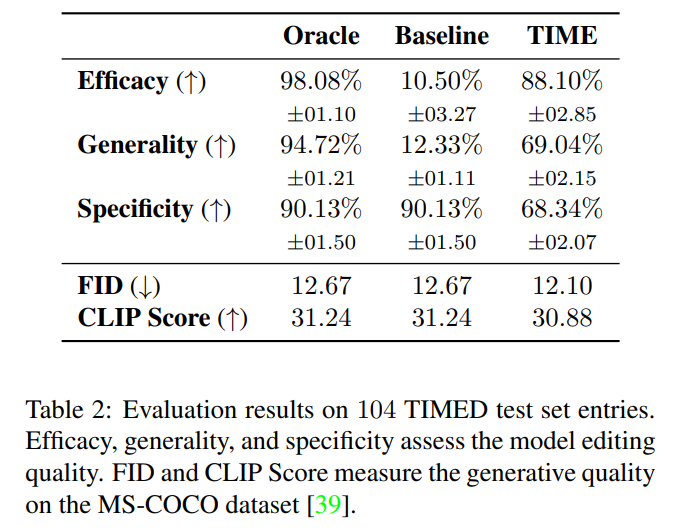 Oracle Baseline TIME
Efficacy (↑) 98.08% 10.50% 88.10%
±01.10 ±03.27 ±02.85
Generality (↑) 94.72% 12.33% 69.04%
±01.21 ±01.11 ±02.15
Specificity (↑) 90.13% 90.13% 68.34%
±01.50 ±01.50 ±02.07
FID (↓) 12.67 12.67 12.10
CLIP Score (↑) 31.24 31.24 30.88
Table 2: Evaluation results on 104 TIMED test set entries.
Efficacy, generality, and specificity assess the model editing
quality. FID and CLIP Score measure the generative quality
on the MS-COCO dataset [39].